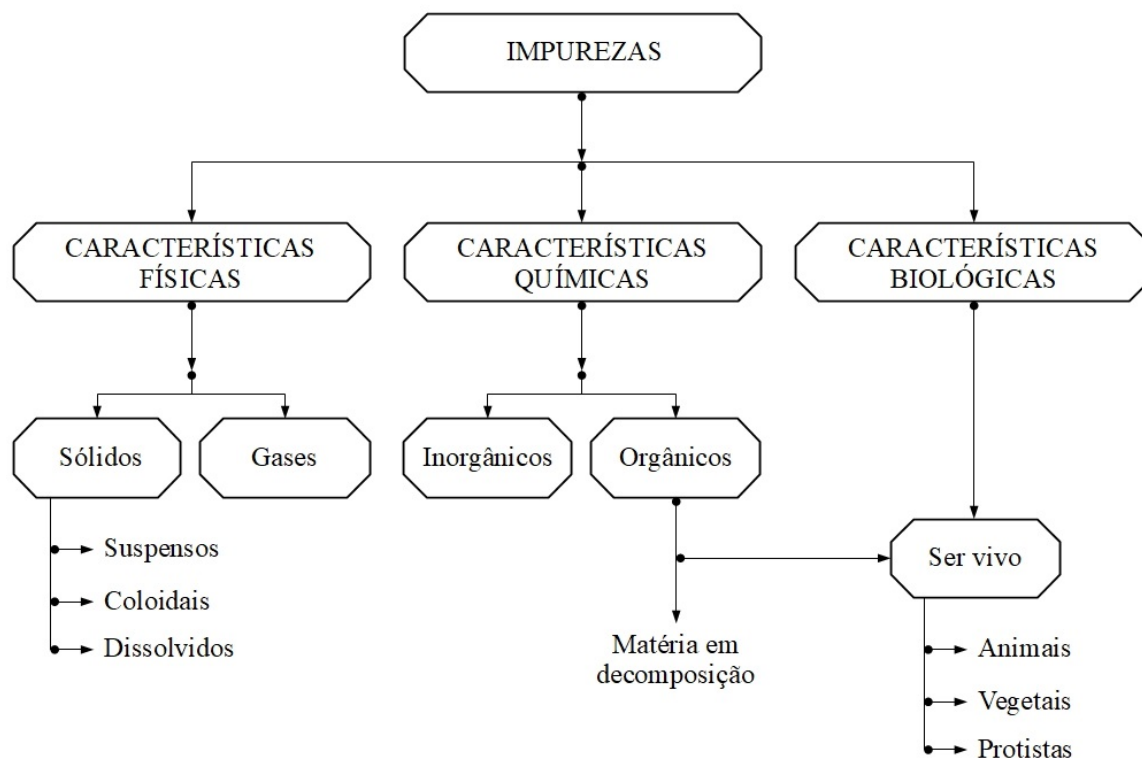 IMPUREZAS
CARACTERÍSTICAS
FÍSICAS
CARACTERÍSTICAS
QUÍMICAS
CARACTERÍSTICAS
BIOLÓGICAS
Sólidos
Gases
Inorgânicos
Orgânicos
Suspensos
Coloidais
Dissolvidos
Matéria em
decomposição
Ser vivo
Animais
Vegetais
Protistas